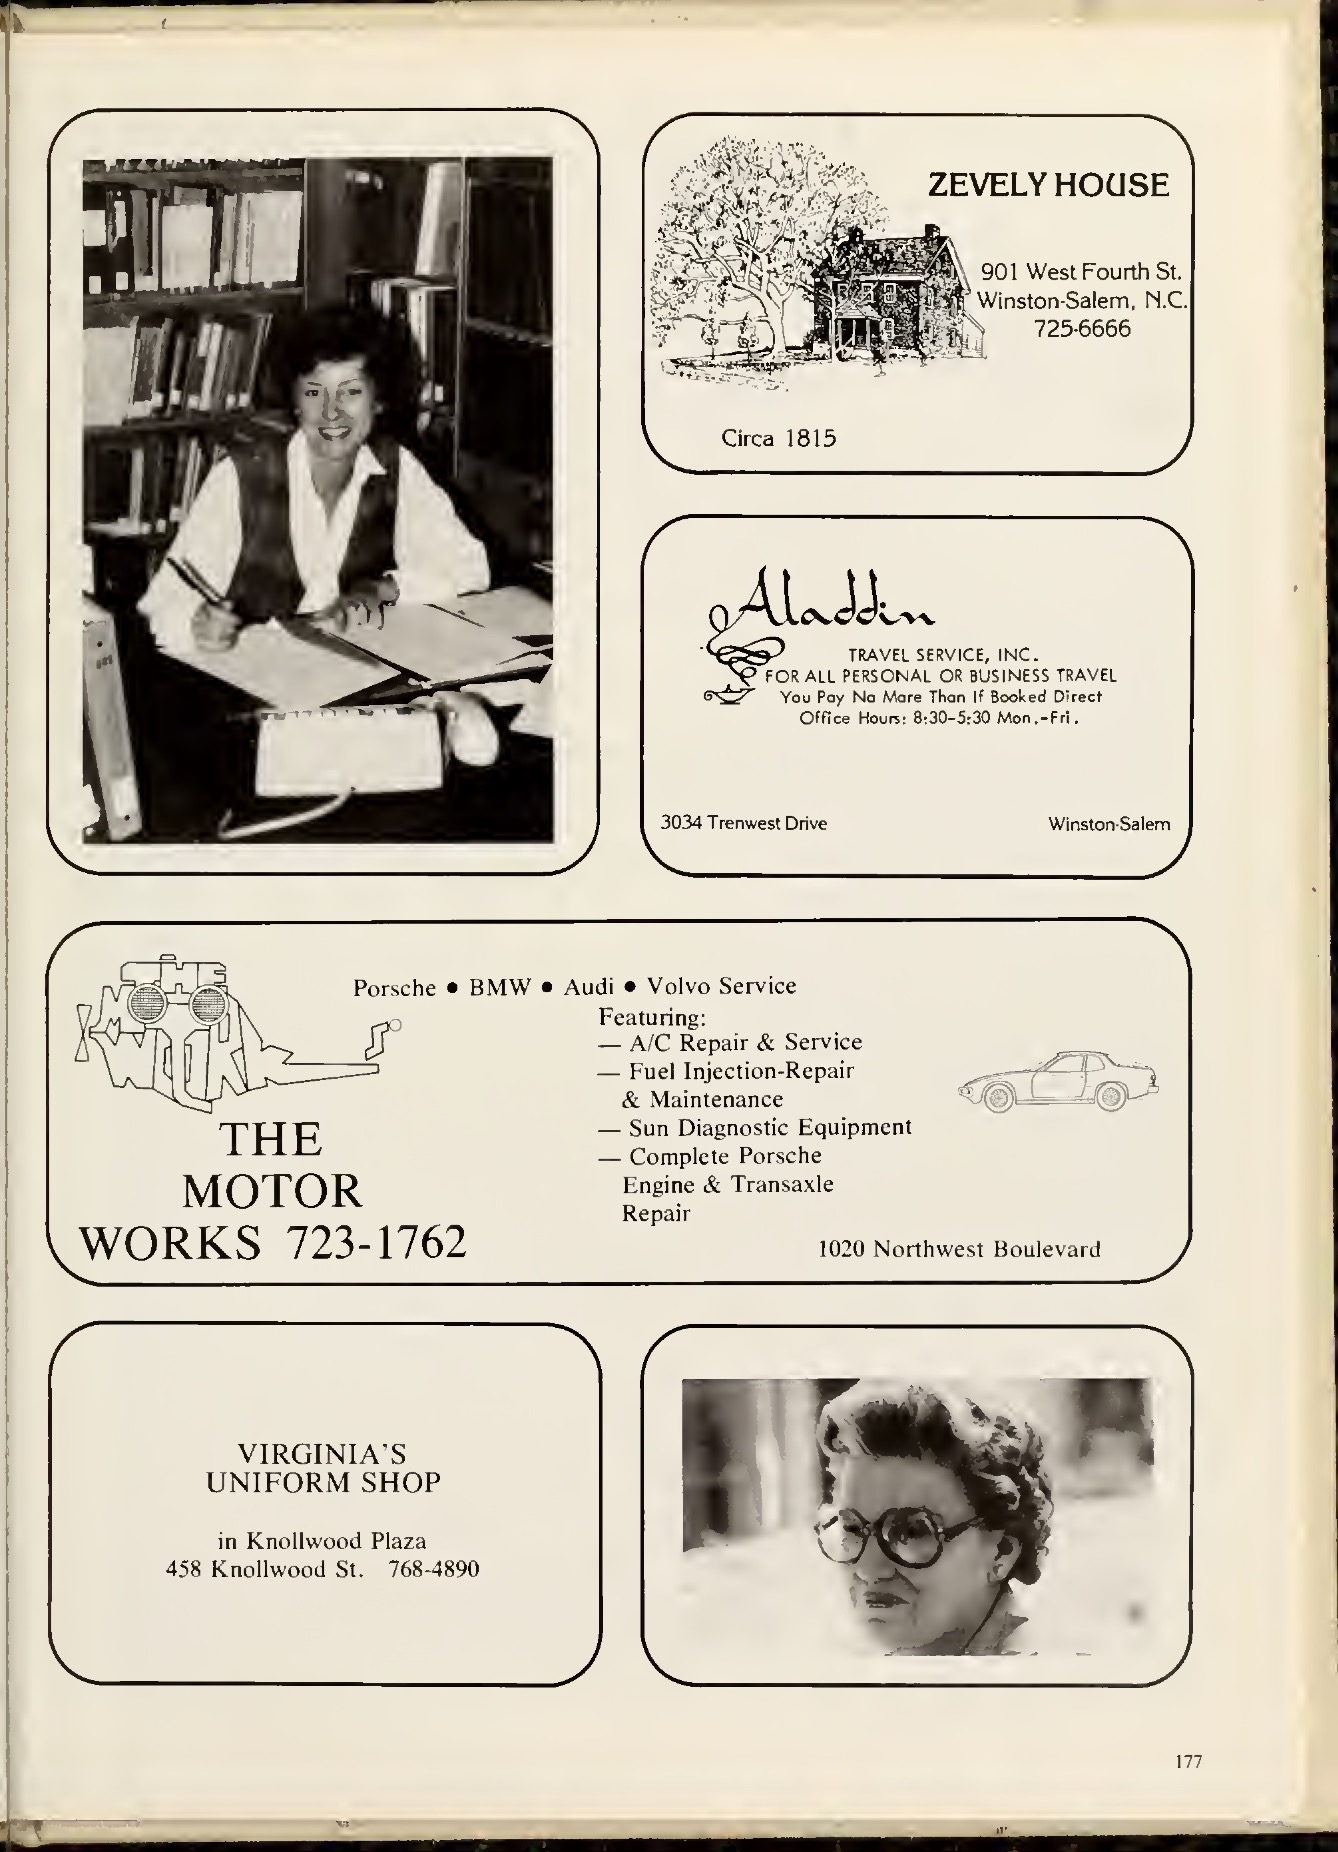 ZEVELY HOUSE
901 West Fourth St.
Winston-Salem, N.C.
725-6666
Circa 1815
Aladdin
TRAVEL SERVICE, INC.
FOR ALL PERSONAL OR BUSINESS TRAVEL
You Pay No More Than If Booked Direct
Office Hours: 8:30-5:30 Mon.-Fri.
3034 Trenwest Drive Winston-Salem
THE
MOTOR
WORKS
Porsche • BMW • Audi • Volvo Service
Featuring:
— A/C Repair & Service
— Fuel Injection-Repair
& Maintenance
— Sun Diagnostic Equipment
— Complete Porsche
Engine & Transaxle
Repair
THE
MOTOR
WORKS 723-1762
1020 Northwest Boulevard
VIRGINIA'S
UNIFORM SHOP
in Knollwood Plaza
458 Knollwood St. 768-4890
177